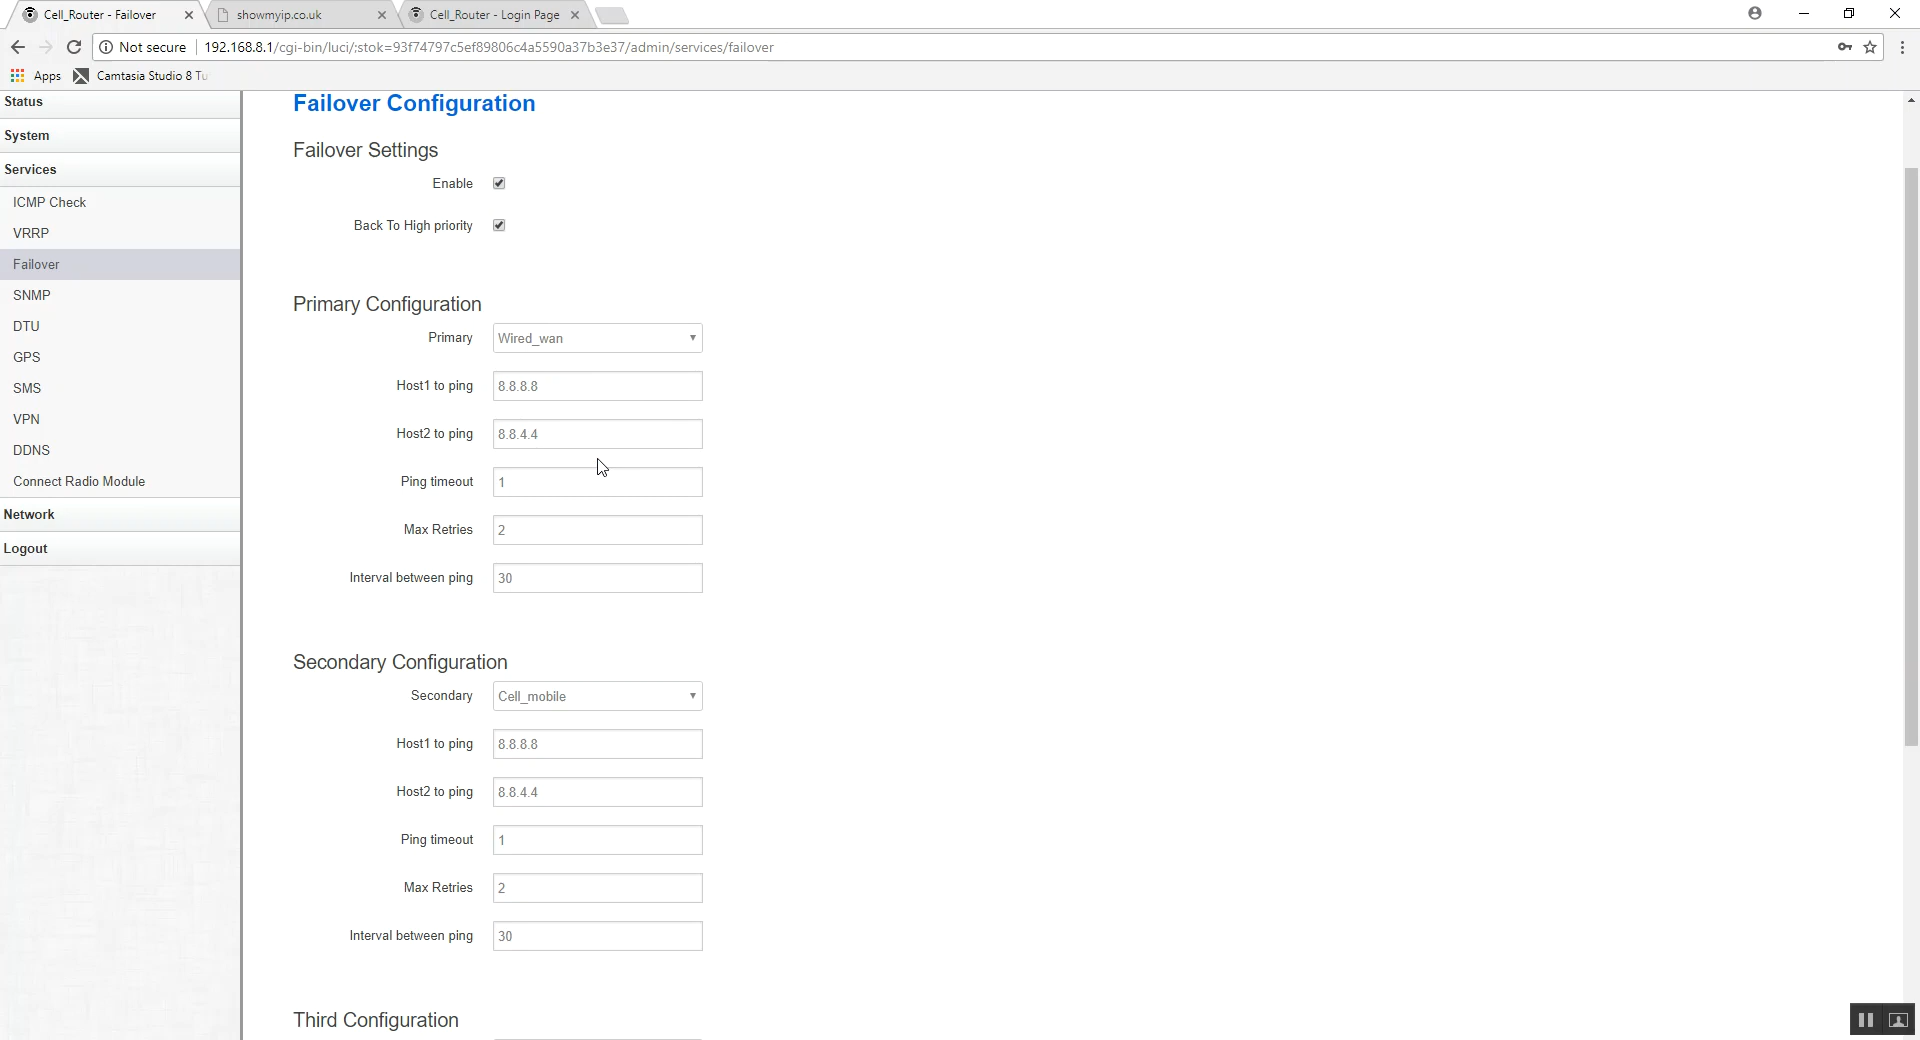 Cell_Router - Failover
showmyip.co.uk
Cell_Router - Login Page
Not secure
192.168.8.1/cgi-bin/luci/;stok=93f74797c5ef89806c4a5590a37b3e37/admin/services/failover
Apps
Camtasia Studio 8 Tu
Status
System
Services
ICMP Check
VRRP
Failover
SNMP
DTU
GPS
SMS
VPN
DDNS
Connect Radio Module
Network
Logout
Failover Configuration
Failover Settings
Enable
Back To High priority
Primary Configuration
Primary Wired_wan
Host1 to ping 8.8.8.8
Host2 to ping 8.8.4.4
Ping timeout 1
Max Retries 2
Interval between ping 30
Secondary Configuration
Secondary Cell_mobile
Host1 to ping 8.8.8.8
Host2 to ping 8.8.4.4
Ping timeout 1
Max Retries 2
Interval between ping 30
Third Configuration